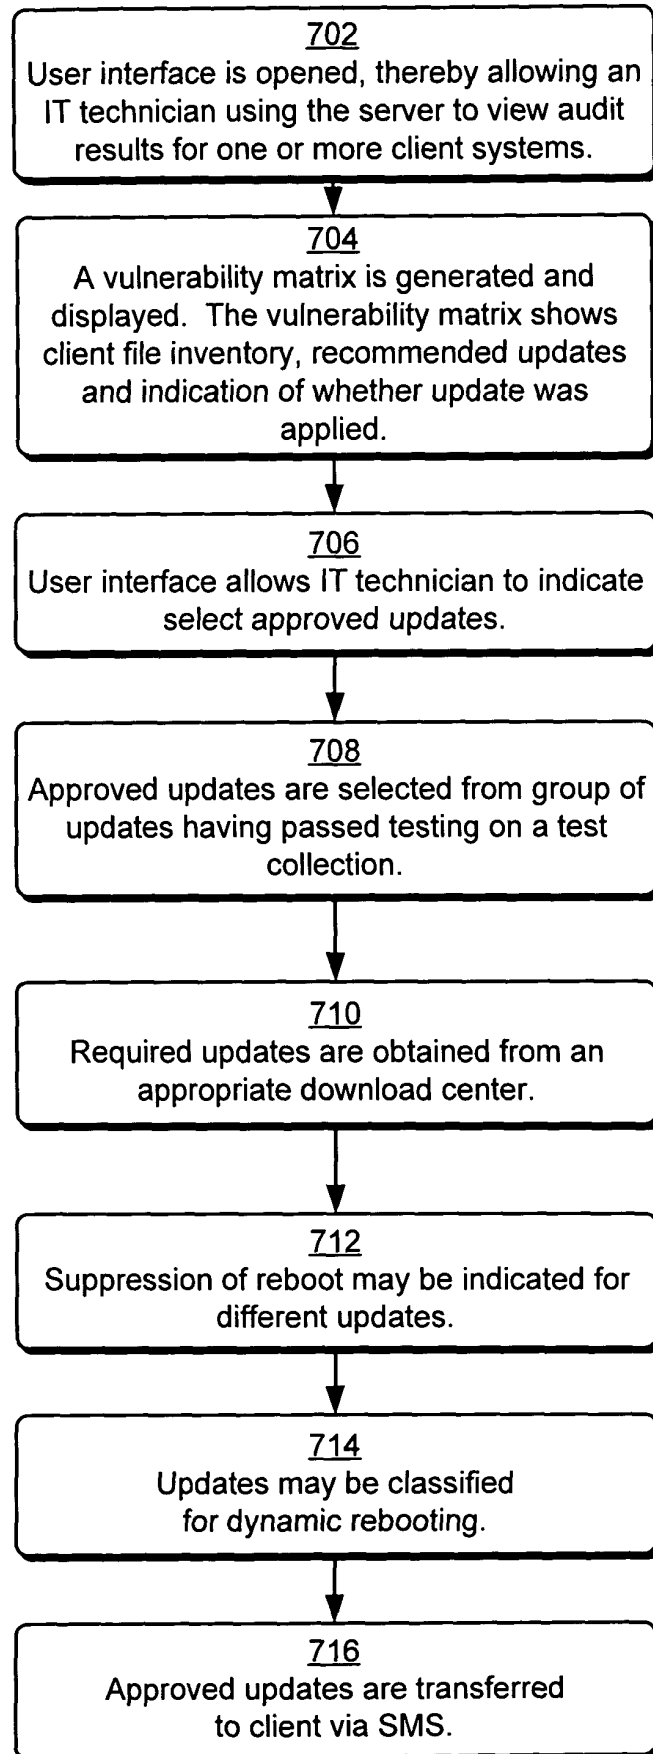 702
User interface is opened, thereby allowing an
IT technician using the server to view audit
results for one or more client systems.
704
A vulnerability matrix is generated and
displayed.  The vulnerability matrix shows
client file inventory, recommended updates
and indication of whether update was
applied.
706
User interface allows IT technician to indicate
select approved updates.
708
Approved updates are selected from group of
updates having passed testing on a test
collection.
710
Required updates are obtained from an
appropriate download center.
712
Suppression of reboot may be indicated for
different updates.
714
Updates may be classified
for dynamic rebooting.
716
Approved updates are transferred
to client via SMS.